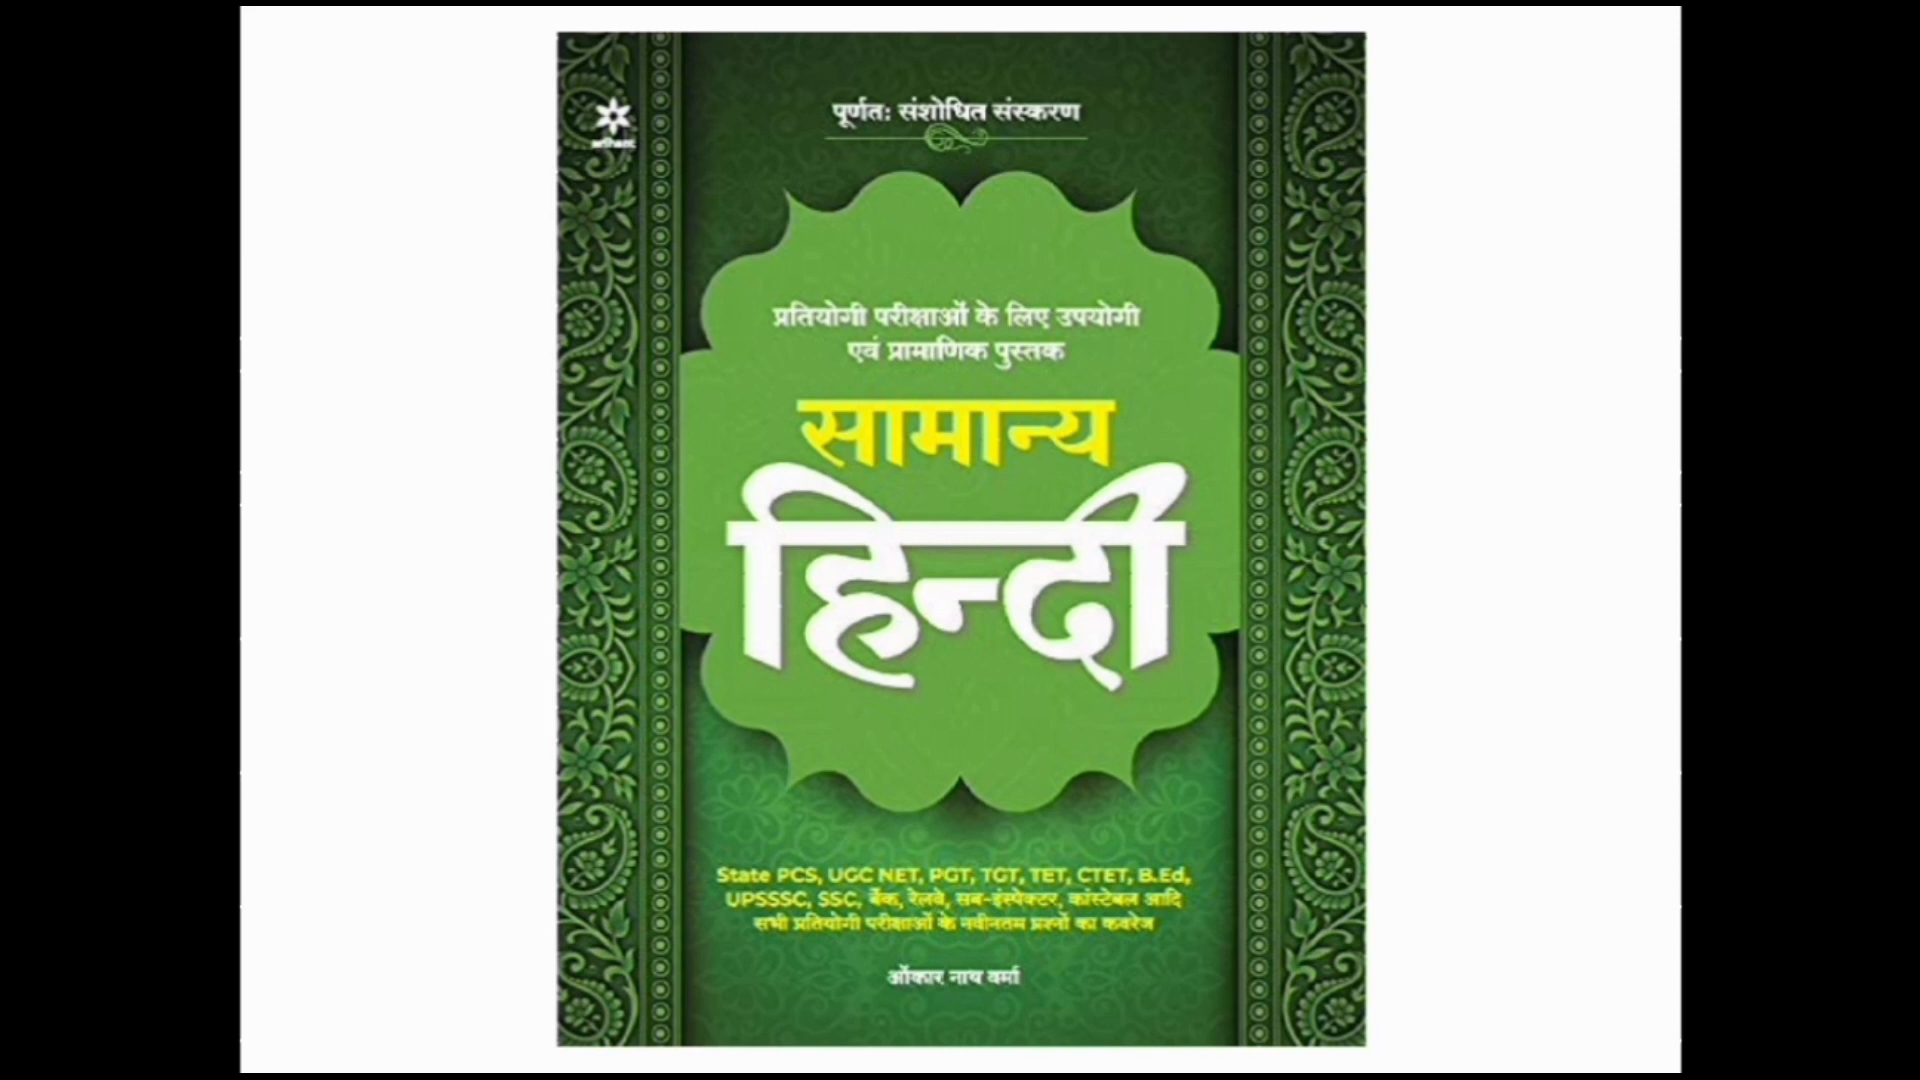 पूर्णत: संशोधित संस्करण
arihant
प्रतियोगी परीक्षाओं के लिए उपयोगी
एवं प्रामाणिक पुस्तक
सामान्य
हिन्दी
State PCS, UGC NET, PGT, TGT, TET, CTET, B.Ed,
UPSSSC, SSC, बैंक, रेलवे, सब-इंस्पेक्टर, कांस्टेबल आदि
सभी प्रतियोगी परीक्षाओं के नवीनतम प्रश्नों का कवरेज
ओंकार नाथ वर्मा